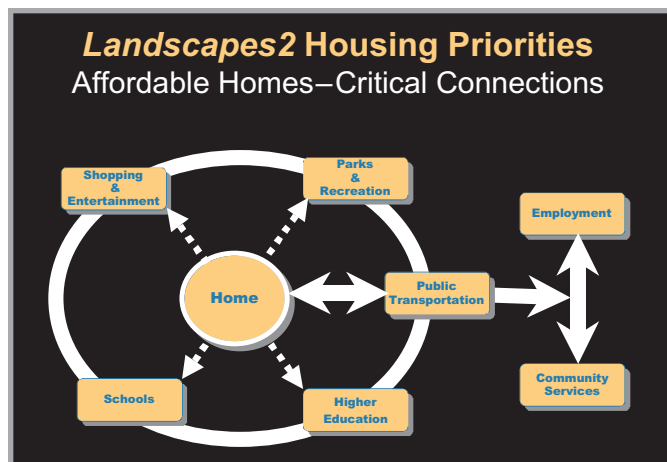 Landscapes2 Housing Priorities
Affordable Homes–Critical Connections
Shopping
&
Entertainment
Parks
&
Recreation
Employment
Home
Public
Transportation
Schools
Higher
Education
Community
Services